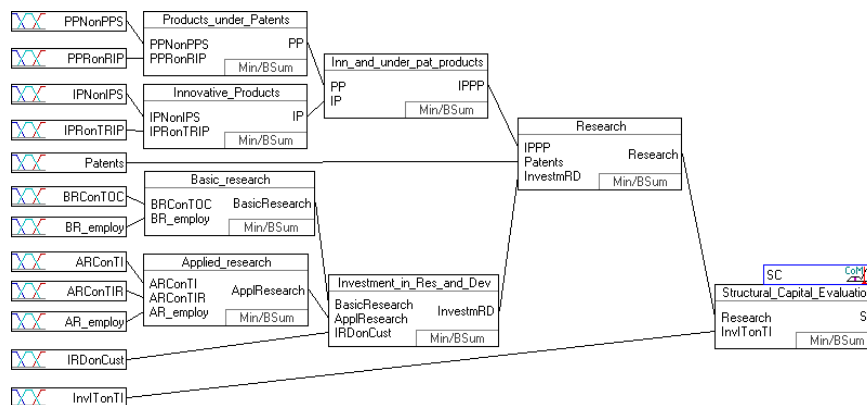 PPNonPPS
PPRonRIP
IPNonIPS
IPRonTRIP
Patents
BRConTOC
BR_employ
ARConTI
ARConTIR
AR_employ
IRDonCust
InvITonTI
Products_under_Patents
PPNonPPS PP
PPRonRIP
Min/BSum
Innovative_Products
IPNonIPS IP
IPRonTRIP
Min/BSum
Basic_research
BRConTOC BasicResearch
BR_employ
Min/BSum
Applied_research
ARConTI
ARConTIR ApplResearch
AR_employ
Min/BSum
Inn_and_under_pat_products
PP IPPP
IP
Min/BSum
Investment_in_Res_and_Dev
BasicResearch
ApplResearch InvestmRD
IRDonCust
Min/BSum
Research
IPPP
Patents Research
InvestmRD
Min/BSum
SC
Structural_Capital_Evaluatio
Research S
InvITonTI
Min/BSum